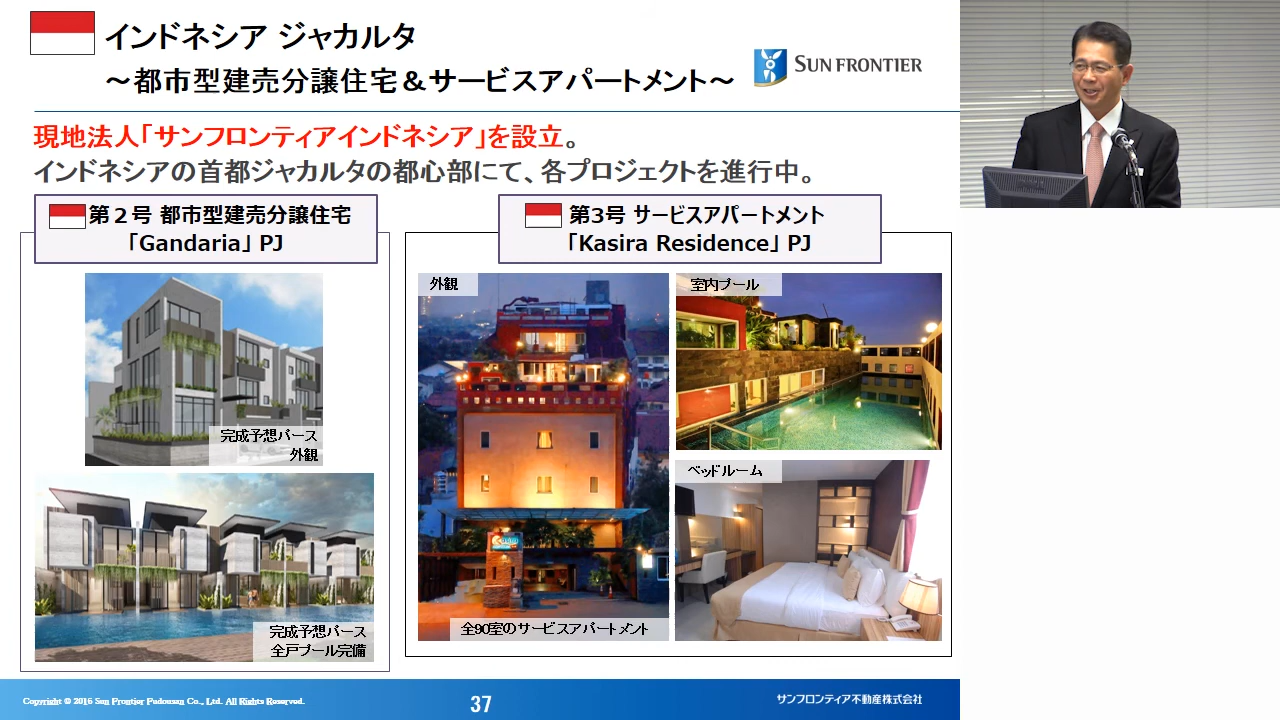 インドネシア ジャカルタ
～都市型建売分譲住宅＆サービスアパートメント～
SUN FRONTIER
現地法人「サンフロンティアインドネシア」を設立。
インドネシアの首都ジャカルタの都心部にて、各プロジェクトを進行中。
第２号 都市型建売分譲住宅
「Gandaria」 PJ
完成予想パース
外観
完成予想パース
全戸プール完備
第3号 サービスアパートメント
「Kasira Residence」 PJ
外観
全90室のサービスアパートメント
室内プール
ベッドルーム
Copyright © 2016 Sun Frontier Fudousan Co., Ltd. All Rights Reserved.
37
サンフロンティア不動産株式会社